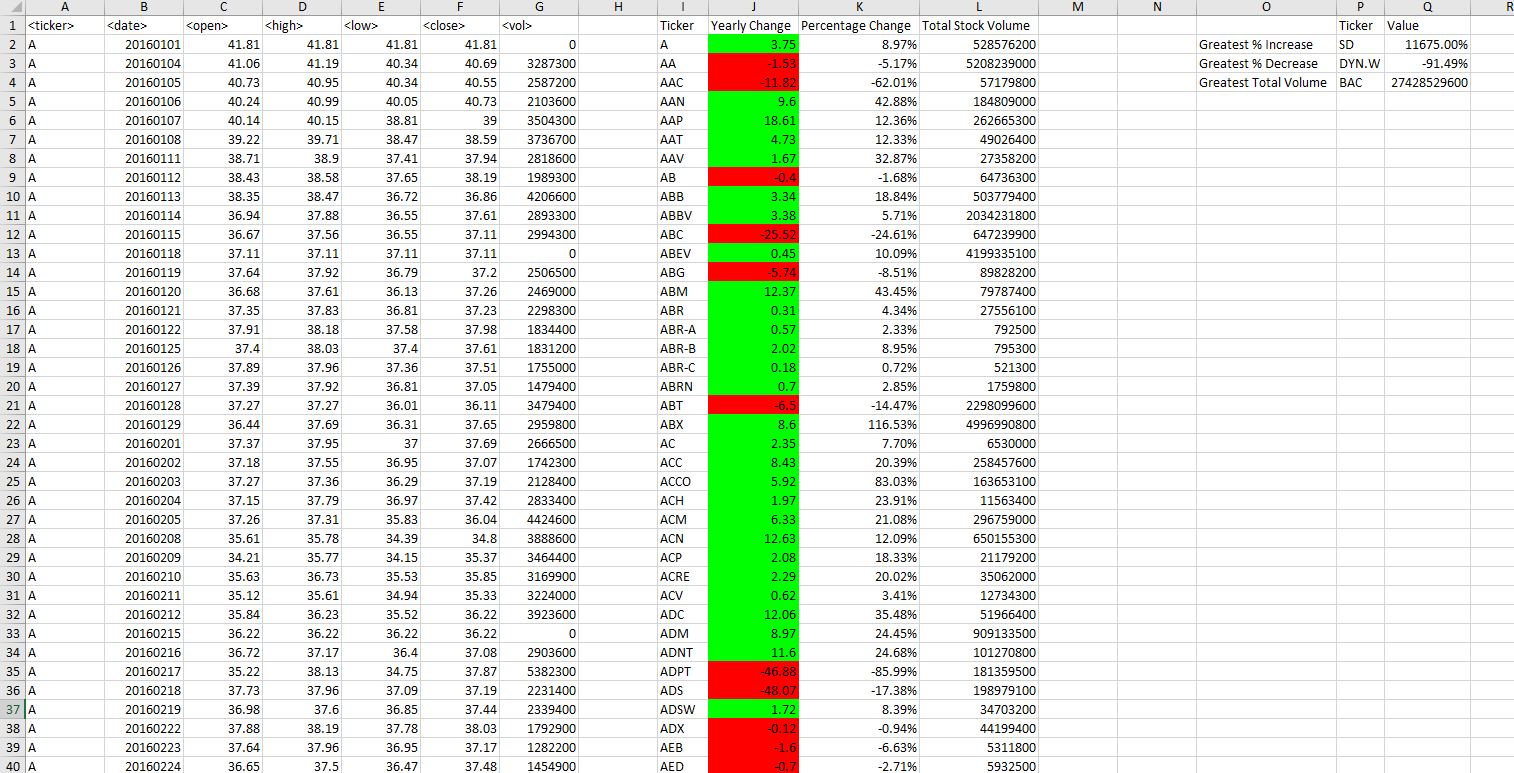 A B C D E F G H I J K L M N O P Q R
1 <ticker> <date> <open> <high> <low> <close> <vol> Ticker Yearly Change Percentage Change Total Stock Volume Ticker Value
2 A 20160101 41.81 41.81 41.81 41.81 0 A 3.75 8.97% 528576200 Greatest % Increase SD 11675.00%
3 A 20160104 41.06 41.19 40.34 40.69 3287300 AA -1.53 -5.17% 5208239000 Greatest % Decrease DYN.W -91.49%
4 A 20160105 40.73 40.95 40.34 40.55 2587200 AAC -11.82 -62.01% 57179800 Greatest Total Volume BAC 27428529600
5 A 20160106 40.24 40.99 40.05 40.73 2103600 AAN 9.6 42.88% 184809000
6 A 20160107 40.14 40.15 38.81 39 3504300 AAP 18.61 12.36% 262665300
7 A 20160108 39.22 39.71 38.47 38.59 3736700 AAT 4.73 12.33% 49026400
8 A 20160111 38.71 38.9 37.41 37.94 2818600 AAV 1.67 32.87% 27358200
9 A 20160112 38.43 38.58 37.65 38.19 1989300 AB -0.4 -1.68% 64736300
10 A 20160113 38.35 38.47 36.72 36.86 4206600 ABB 3.34 18.84% 503779400
11 A 20160114 36.94 37.88 36.55 37.61 2893300 ABBV 3.38 5.71% 2034231800
12 A 20160115 36.67 37.56 36.55 37.11 2994300 ABC -25.52 -24.61% 647239900
13 A 20160118 37.11 37.11 37.11 37.11 0 ABEV 0.45 10.09% 4199335100
14 A 20160119 37.64 37.92 36.79 37.2 2506500 ABG -5.74 -8.51% 89828200
15 A 20160120 36.68 37.61 36.13 37.26 2469000 ABM 12.37 43.45% 79787400
16 A 20160121 37.35 37.83 36.81 37.23 2298300 ABR 0.31 4.34% 27556100
17 A 20160122 37.91 38.18 37.58 37.98 1834400 ABR-A 0.57 2.33% 792500
18 A 20160125 37.4 38.03 37.4 37.61 1831200 ABR-B 2.02 8.95% 795300
19 A 20160126 37.89 37.96 37.36 37.51 1755000 ABR-C 0.18 0.72% 521300
20 A 20160127 37.39 37.92 36.81 37.05 1479400 ABRN 0.7 2.85% 1759800
21 A 20160128 37.27 37.27 36.01 36.11 3479400 ABT -6.5 -14.47% 2298099600
22 A 20160129 36.44 37.69 36.31 37.65 2959800 ABX 8.6 116.53% 4996990800
23 A 20160201 37.37 37.95 37 37.69 2666500 AC 2.35 7.70% 6530000
24 A 20160202 37.18 37.55 36.95 37.07 1742300 ACC 8.43 20.39% 258457600
25 A 20160203 37.27 37.36 36.29 37.19 2128400 ACCO 5.92 83.03% 163653100
26 A 20160204 37.15 37.79 36.97 37.42 2833400 ACH 1.97 23.91% 11563400
27 A 20160205 37.26 37.31 35.83 36.04 4424600 ACM 6.33 21.08% 296759000
28 A 20160208 35.61 35.78 34.39 34.8 3888600 ACN 12.63 12.09% 650155300
29 A 20160209 34.21 35.77 34.15 35.37 3464400 ACP 2.08 18.33% 21179200
30 A 20160210 35.63 36.73 35.53 35.85 3169900 ACRE 2.29 20.02% 35062000
31 A 20160211 35.12 35.61 34.94 35.33 3224000 ACV 0.62 3.41% 12734300
32 A 20160212 35.84 36.23 35.52 36.22 3923600 ADC 12.06 35.48% 51966400
33 A 20160215 36.22 36.22 36.22 36.22 0 ADM 8.97 24.45% 909133500
34 A 20160216 36.72 37.17 36.4 37.08 2903600 ADNT 11.6 24.68% 101270800
35 A 20160217 35.22 38.13 34.75 37.87 5382300 ADPT -46.88 -85.99% 181359500
36 A 20160218 37.73 37.96 37.09 37.19 2231400 ADS -48.07 -17.38% 198979100
37 A 20160219 36.98 37.6 36.85 37.44 2339400 ADSW 1.72 8.39% 34703200
38 A 20160222 37.88 38.19 37.78 38.03 1792900 ADX -0.12 -0.94% 44199400
39 A 20160223 37.64 37.96 36.95 37.17 1282200 AEB -1.6 -6.63% 5311800
40 A 20160224 36.65 37.5 36.47 37.48 1454900 AED -0.7 -2.71% 5932500